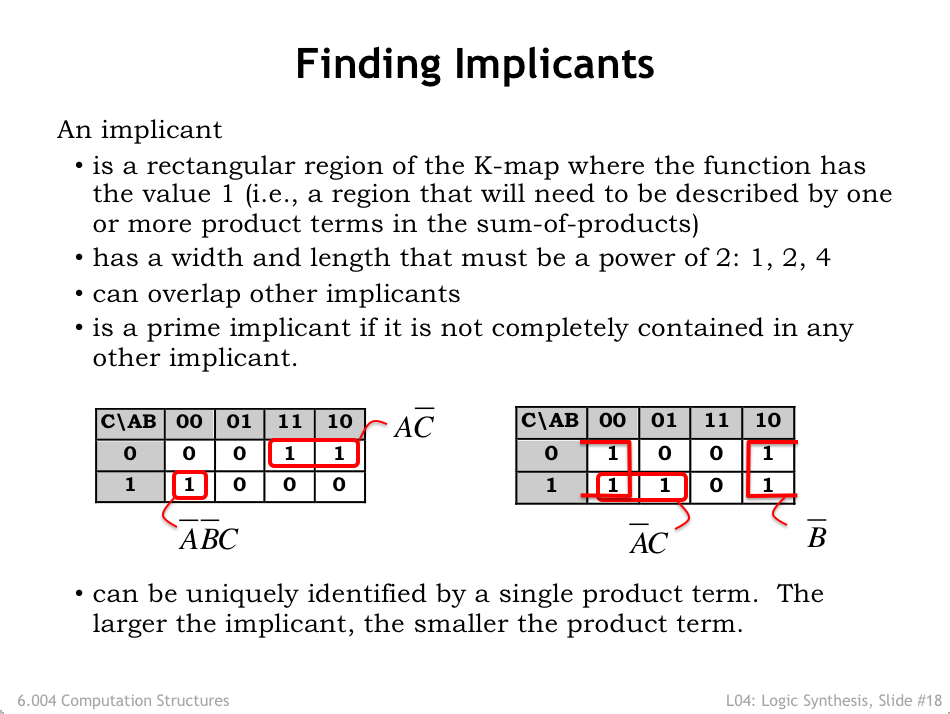 Finding Implicants
An implicant
• is a rectangular region of the K-map where the function has
the value 1 (i.e., a region that will need to be described by one
or more product terms in the sum-of-products)
• has a width and length that must be a power of 2: 1, 2, 4
• can overlap other implicants
• is a prime implicant if it is not completely contained in any
other implicant.
C\AB 00 01 11 10
0 0 0 1 1
1 1 0 0 0
AC̅
A̅B̅C
C\AB 00 01 11 10
0 1 0 0 1
1 1 1 0 1
A̅C
B̅
• can be uniquely identified by a single product term. The
larger the implicant, the smaller the product term.
6.004 Computation Structures
L04: Logic Synthesis, Slide #18